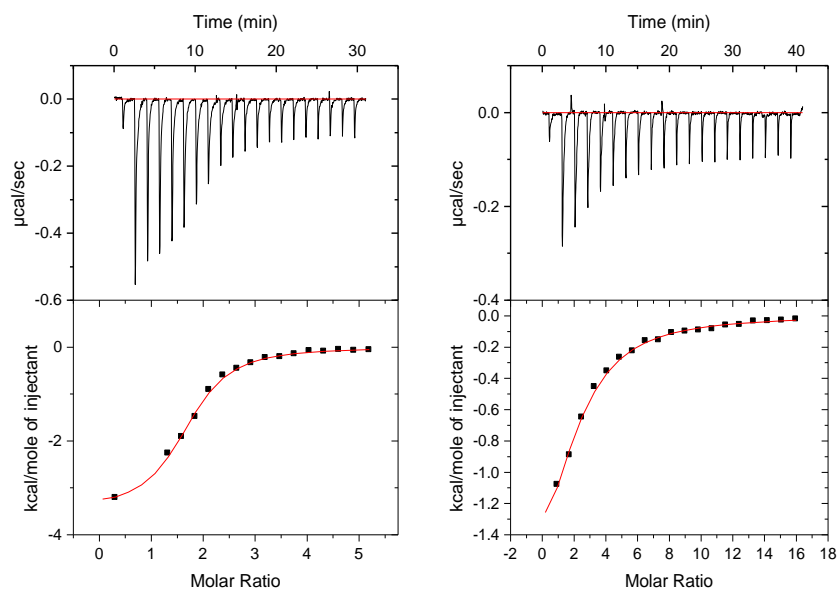 Time (min)
0 10 20 30
0.0
-0.2
-0.4
-0.6
µcal/sec
0
-2
-4
kcal/mole of injectant
0 1 2 3 4 5
Molar Ratio
Time (min)
0 10 20 30 40
0.0
-0.2
-0.4
µcal/sec
0.0
-0.2
-0.4
-0.6
-0.8
-1.0
-1.2
-1.4
kcal/mole of injectant
-2 0 2 4 6 8 10 12 14 16 18
Molar Ratio